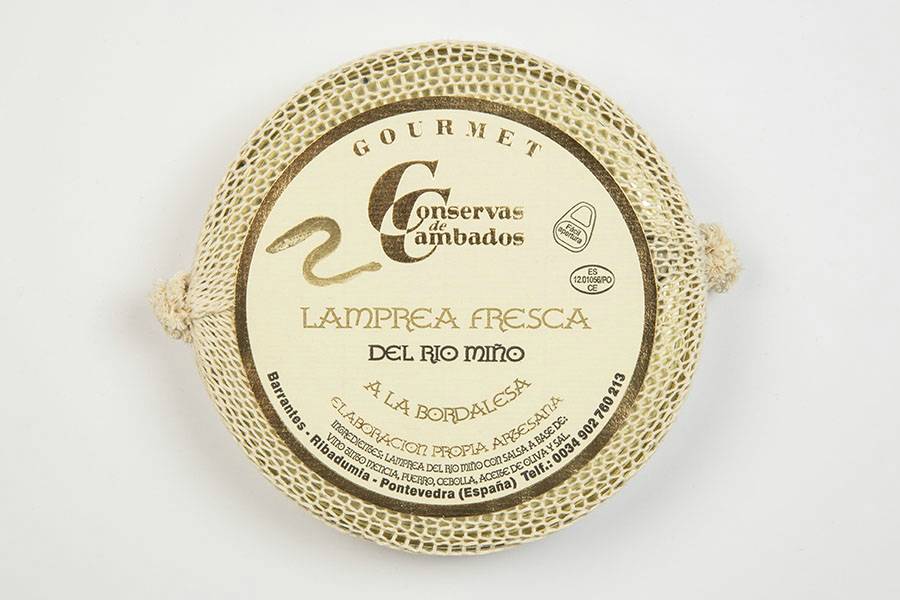 GOURMET
Conservas
de
Cambados
Fácil
apertura
ES
12.01056/PO
CE
LAMPREA FRESCA
DEL RIO MIÑO
A LA BORDALESA
ELABORACION PROPIA ARTESANA
INGREDIENTES: LAMPREA DEL RIO MIÑO CON SALSA A BASE DE:
VINO TINTO MENCIA, PUERRO, CEBOLLA, ACEITE DE OLIVA Y SAL
Barrantes - Ribadumia - Pontevedra (España) Telf.: 0034 902 760 213